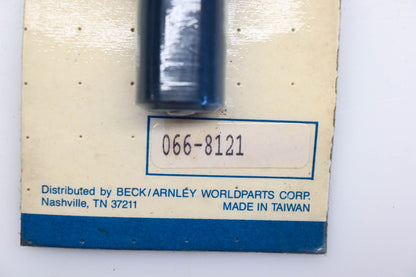 066-8121
Distributed by BECK/ARNLEY WORLDPARTS CORP.
Nashville, TN 37211 MADE IN TAIWAN